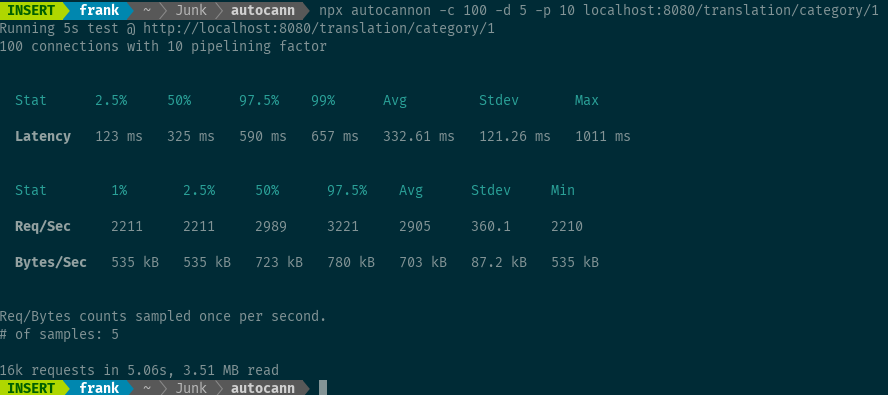 INSERT frank ~ Junk autocann npx autocannon -c 100 -d 5 -p 10 localhost:8080/translation/category/1
Running 5s test @ http://localhost:8080/translation/category/1
100 connections with 10 pipelining factor
Stat 2.5% 50% 97.5% 99% Avg Stdev Max
Latency 123 ms 325 ms 590 ms 657 ms 332.61 ms 121.26 ms 1011 ms
Stat 1% 2.5% 50% 97.5% Avg Stdev Min
Req/Sec 2211 2211 2989 3221 2905 360.1 2210
Bytes/Sec 535 kB 535 kB 723 kB 780 kB 703 kB 87.2 kB 535 kB
Req/Bytes counts sampled once per second.
# of samples: 5
16k requests in 5.06s, 3.51 MB read
INSERT frank ~ Junk autocann